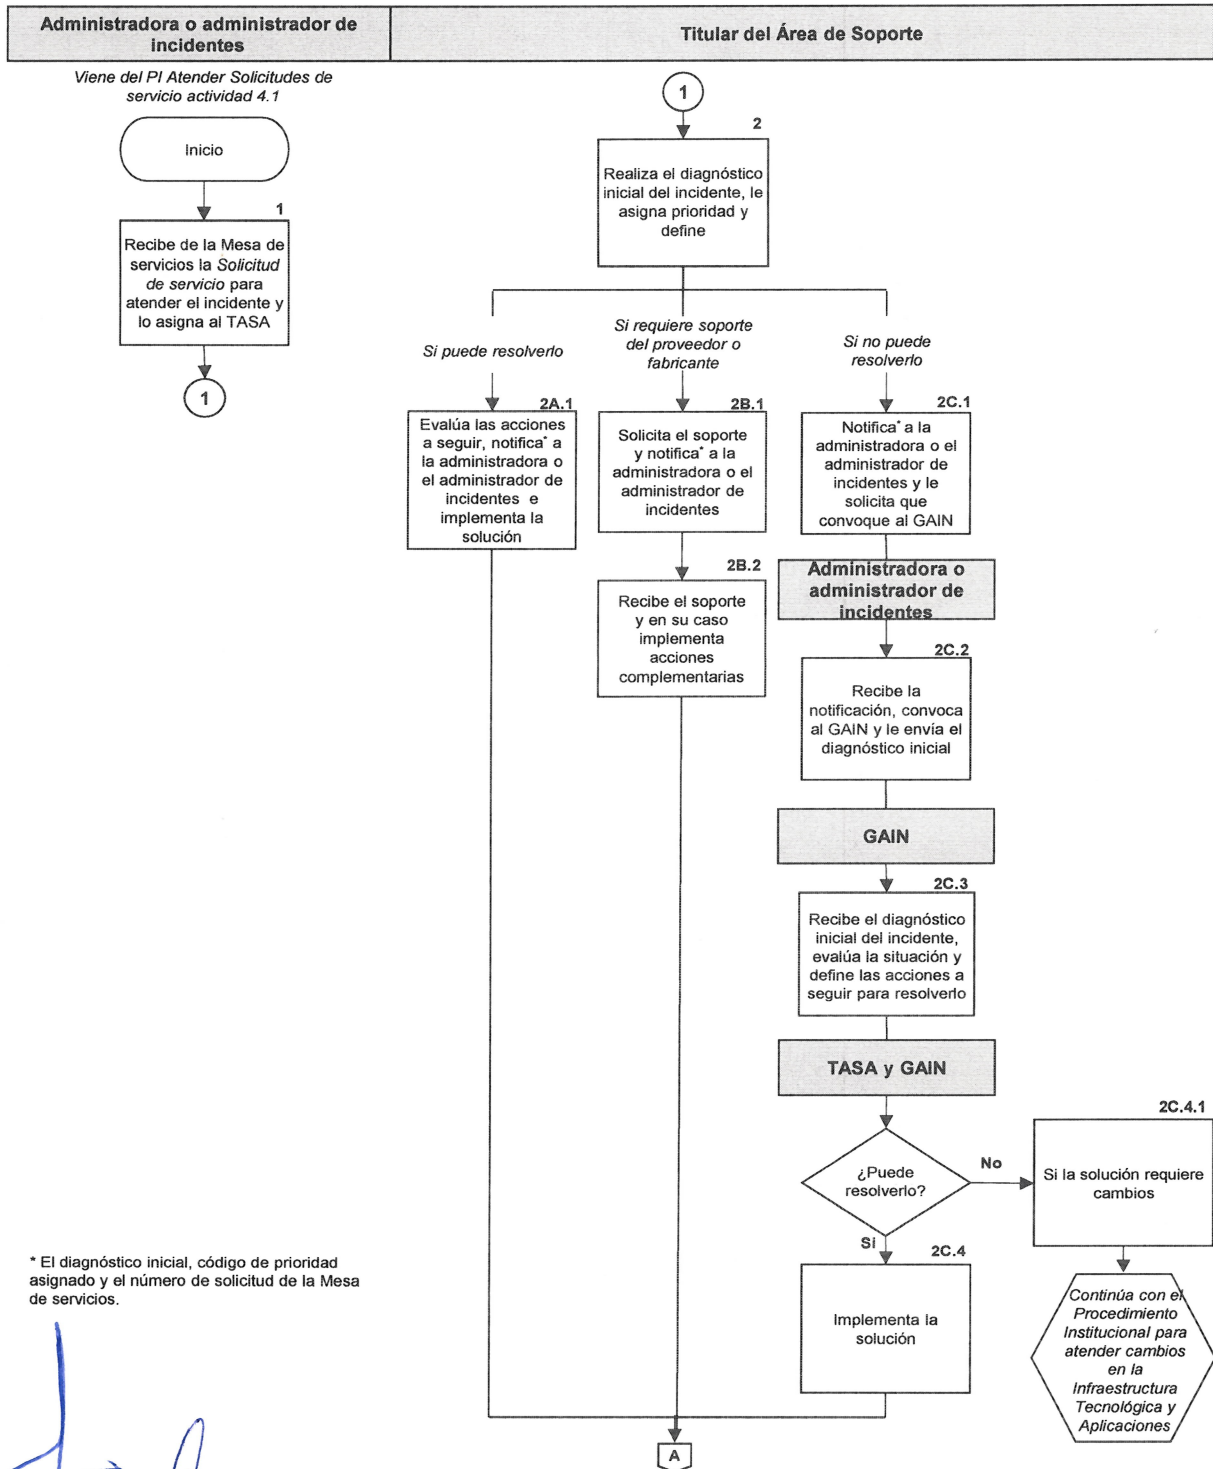 Administradora o administrador de
incidentes
Titular del Área de Soporte
Viene del PI Atender Solicitudes de
servicio actividad 4.1
Inicio
1
Recibe de la Mesa de
servicios la Solicitud
de servicio para
atender el incidente y
lo asigna al TASA
1
1
2
Realiza el diagnóstico
inicial del incidente, le
asigna prioridad y
define
Si puede resolverlo
Si requiere soporte
del proveedor o
fabricante
Si no puede
resolverlo
2A.1
Evalúa las acciones
a seguir, notifica* a
la administradora o
el administrador de
incidentes e
implementa la
solución
2B.1
Solicita el soporte
y notifica* a la
administradora o el
administrador de
incidentes
2B.2
Recibe el soporte
y en su caso
implementa
acciones
complementarias
2C.1
Notifica* a la
administradora o el
administrador de
incidentes y le
solicita que
convoque al GAIN
Administradora o
administrador de
incidentes
2C.2
Recibe la
notificación, convoca
al GAIN y le envía el
diagnóstico inicial
GAIN
2C.3
Recibe el diagnóstico
inicial del incidente,
evalúa la situación y
define las acciones a
seguir para resolverlo
TASA y GAIN
¿Puede
resolverlo?
No
2C.4.1
Si la solución requiere
cambios
Continúa con el
Procedimiento
Institucional para
atender cambios
en la
Infraestructura
Tecnológica y
Aplicaciones
Si
2C.4
Implementa la
solución
A
* El diagnóstico inicial, código de prioridad
asignado y el número de solicitud de la Mesa
de servicios.